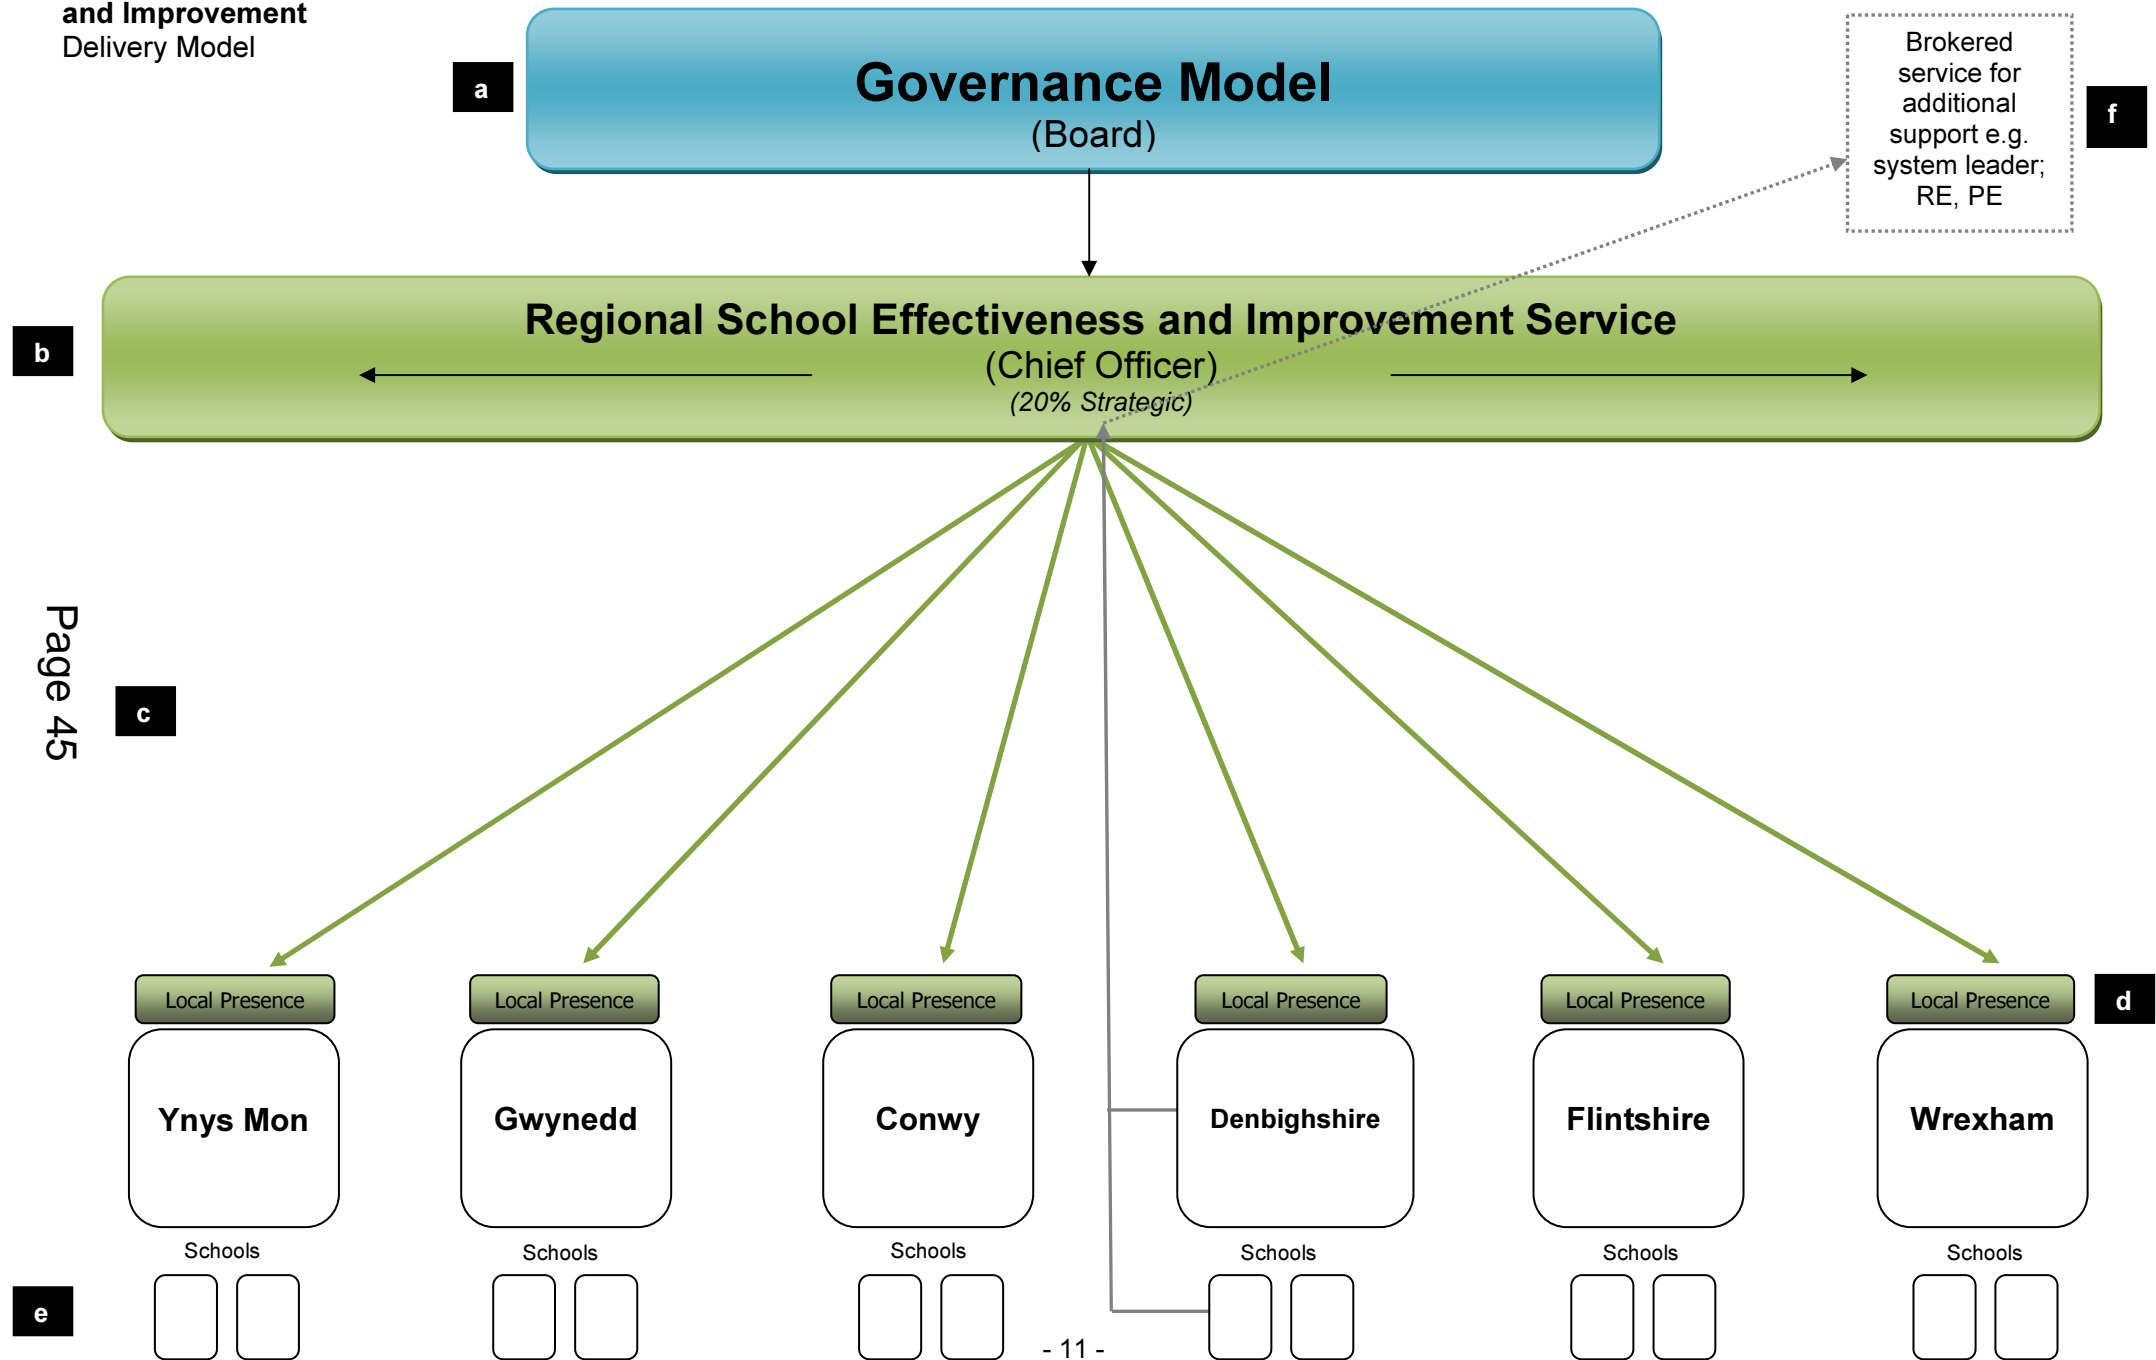 and Improvement
Delivery Model
a
Governance Model
(Board)
Brokered
service for
additional
support e.g.
system leader;
RE, PE
f
b
Regional School Effectiveness and Improvement Service
(Chief Officer)
(20% Strategic)
Page 45
c
Local Presence
Local Presence
Local Presence
Local Presence
Local Presence
Local Presence
d
Ynys Mon
Gwynedd
Conwy
Denbighshire
Flintshire
Wrexham
Schools
Schools
Schools
Schools
Schools
Schools
e
- 11 -